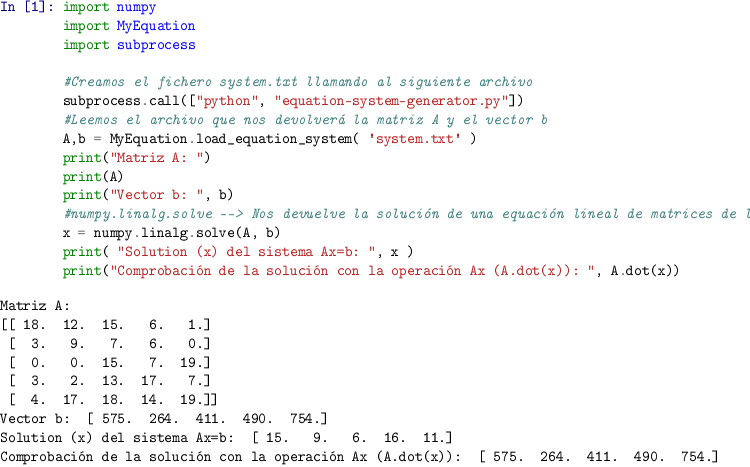 In [1]: import numpy
import MyEquation
import subprocess
#Creamos el fichero system.txt llamando al siguiente archivo
subprocess.call(["python", "equation-system-generator.py"])
#Leemos el archivo que nos devolverá la matriz A y el vector b
A,b = MyEquation.load_equation_system( 'system.txt' )
print("Matriz A: ")
print(A)
print("Vector b: ", b)
#numpy.linalg.solve --> Nos devuelve la solución de una equación lineal de matrices de l
x = numpy.linalg.solve(A, b)
print( "Solution (x) del sistema Ax=b: ", x )
print("Comprobación de la solución con la operación Ax (A.dot(x)): ", A.dot(x))
Matriz A:
[[ 18. 12. 15. 6. 1.]
[ 3. 9. 7. 6. 0.]
[ 0. 0. 15. 7. 19.]
[ 3. 2. 13. 17. 7.]
[ 4. 17. 18. 14. 19.]]
Vector b: [ 575. 264. 411. 490. 754.]
Solution (x) del sistema Ax=b: [ 15. 9. 6. 16. 11.]
Comprobación de la solución con la operación Ax (A.dot(x)): [ 575. 264. 411. 490. 754.]